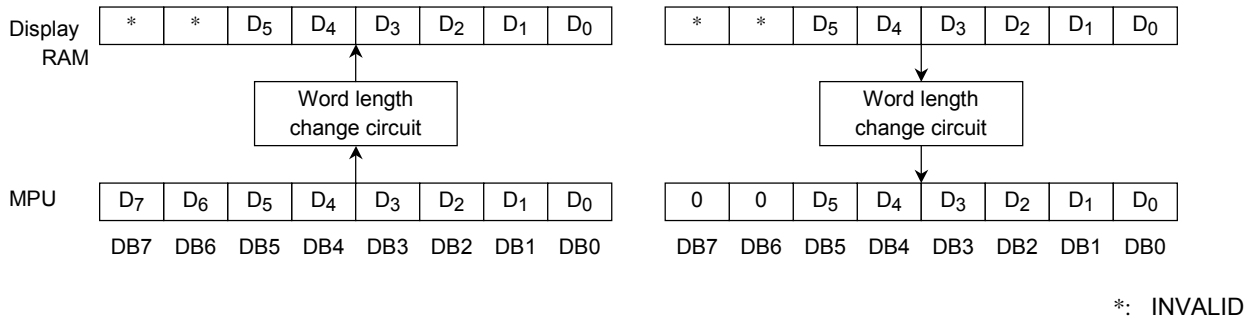 Display RAM
* * D5 D4 D3 D2 D1 D0
Word length change circuit
MPU
D7 D6 D5 D4 D3 D2 D1 D0
DB7 DB6 DB5 DB4 DB3 DB2 DB1 DB0
* * D5 D4 D3 D2 D1 D0
Word length change circuit
0 0 D5 D4 D3 D2 D1 D0
DB7 DB6 DB5 DB4 DB3 DB2 DB1 DB0
*: INVALID